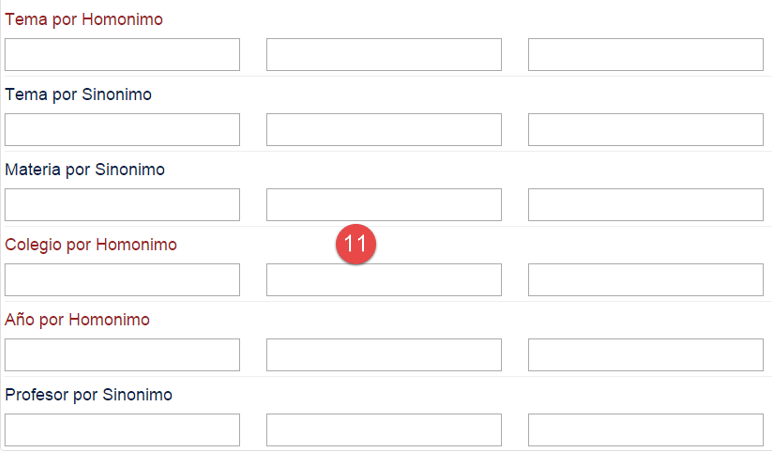 Tema por Homonimo
Tema por Sinonimo
Materia por Sinonimo
Colegio por Homonimo
11
Año por Homonimo
Profesor por Sinonimo